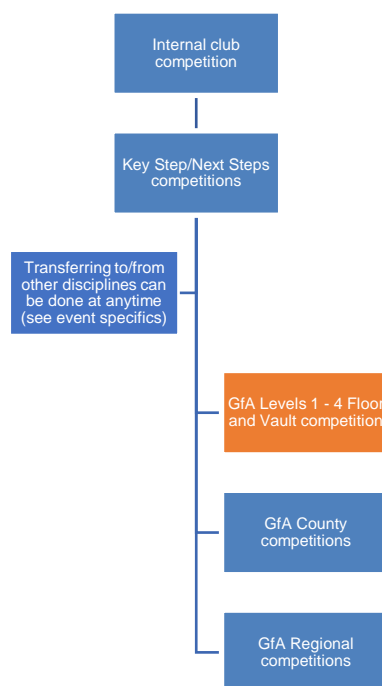 Internal club
competition
Key Step/Next Steps
competitions
Transferring to/from
other disciplines can
be done at anytime
(see event specifics)
GfA Levels 1 - 4 Floor
and Vault competition
GfA County
competitions
GfA Regional
competitions